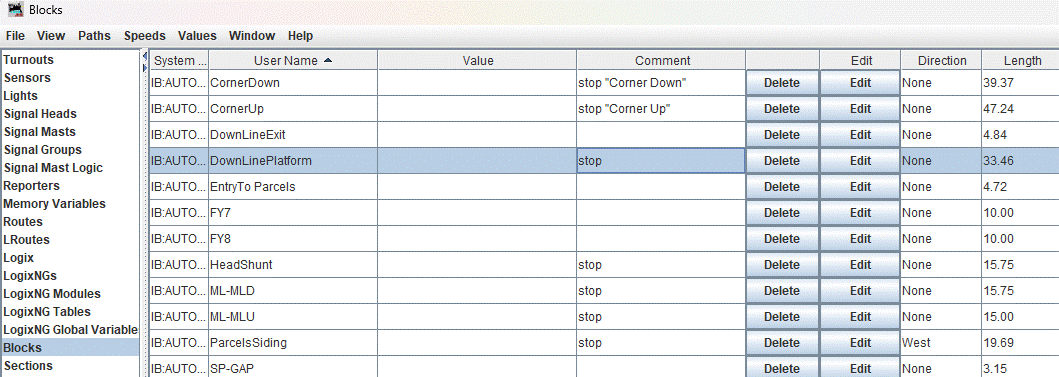 Blocks
File View Paths Speeds Values Window Help
Turnouts
Sensors
Lights
Signal Heads
Signal Masts
Signal Groups
Signal Mast Logic
Reporters
Memory Variables
Routes
LRoutes
Logix
LogixNGs
LogixNG Modules
LogixNG Tables
LogixNG Global Variable
Blocks
Sections
System ... User Name Value Comment Edit Direction Length
IB:AUTO... CornerDown stop "Corner Down" Delete Edit None 39.37
IB:AUTO... CornerUp stop "Corner Up" Delete Edit None 47.24
IB:AUTO... DownLineExit Delete Edit None 4.84
IB:AUTO... DownLinePlatform stop Delete Edit None 33.46
IB:AUTO... EntryTo Parcels Delete Edit None 4.72
IB:AUTO... FY7 Delete Edit None 10.00
IB:AUTO... FY8 Delete Edit None 10.00
IB:AUTO... HeadShunt stop Delete Edit None 15.75
IB:AUTO... ML-MLD stop Delete Edit None 15.75
IB:AUTO... ML-MLU stop Delete Edit None 15.00
IB:AUTO... ParcelsSiding stop Delete Edit West 19.69
IB:AUTO... SP-GAP Delete Edit None 3.15